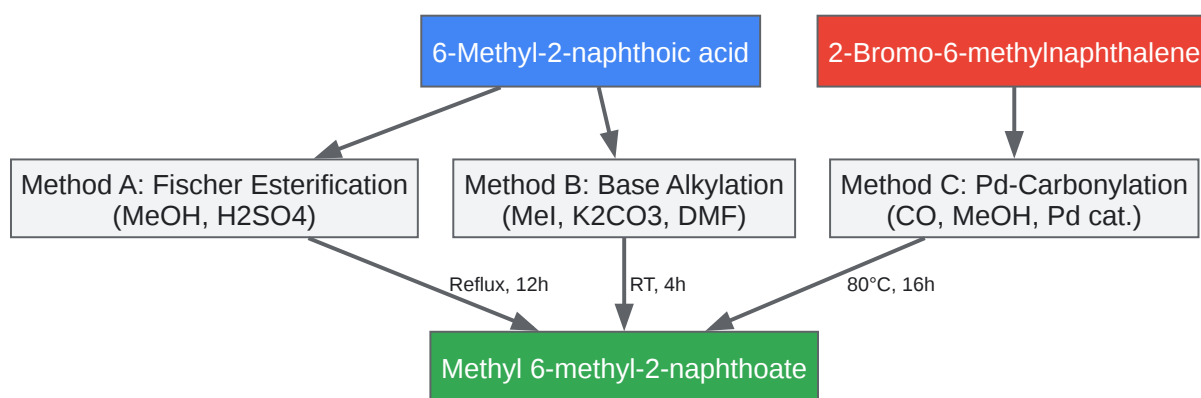 6-Methyl-2-naphthoic acid
2-Bromo-6-methylnaphthalene
Method A: Fischer Esterification
(MeOH, H2SO4)
Method B: Base Alkylation
(MeI, K2CO3, DMF)
Method C: Pd-Carbonylation
(CO, MeOH, Pd cat.)
Reflux, 12h
RT, 4h
80°C, 16h
Methyl 6-methyl-2-naphthoate